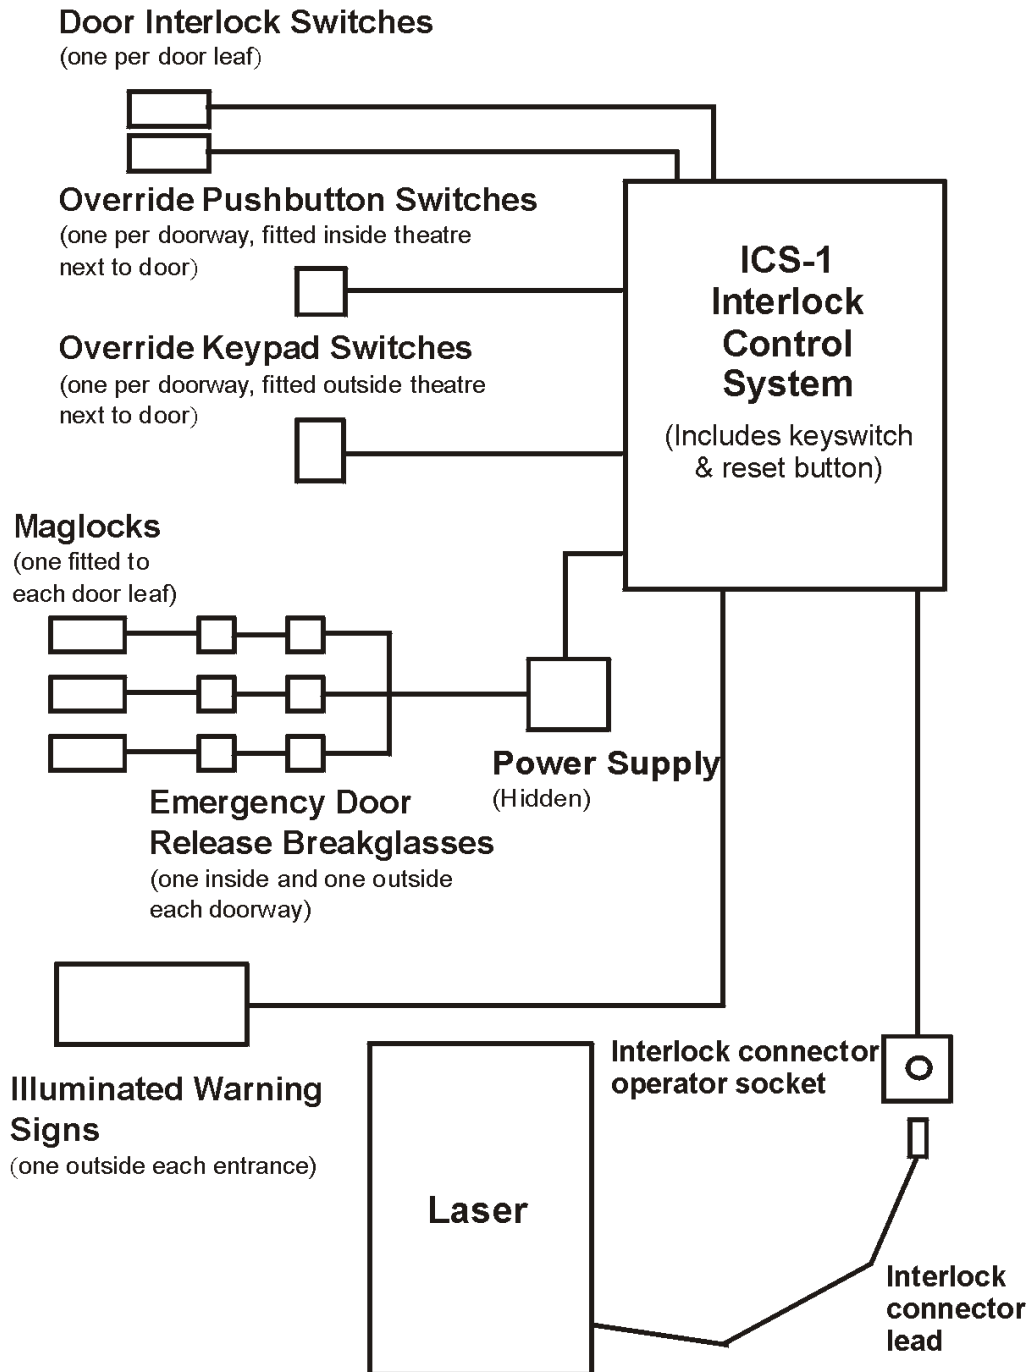 Door Interlock Switches
(one per door leaf)
Override Pushbutton Switches
(one per doorway, fitted inside theatre
next to door)
ICS-1
Interlock
Control
System
(Includes keyswitch
& reset button)
Override Keypad Switches
(one per doorway, fitted outside theatre
next to door)
Maglocks
(one fitted to
each door leaf)
Power Supply
(Hidden)
Emergency Door
Release Breakglasses
(one inside and one outside
each doorway)
Interlock connector
operator socket
Illuminated Warning
Signs
(one outside each entrance)
Laser
Interlock
connector
lead